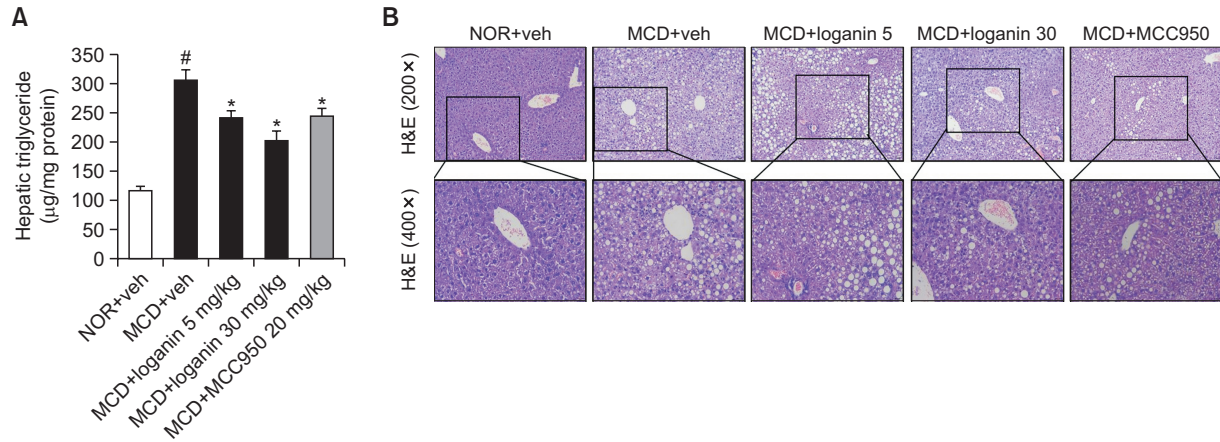 A
Hepatic triglyceride
(µg/mg protein)
350
300
250
200
150
100
50
0
#
*
*
*
NOR+veh
MCD+veh
MCD+loganin 5 mg/kg
MCD+loganin 30 mg/kg
MCD+MCC950 20 mg/kg
B
NOR+veh MCD+veh MCD+loganin 5 MCD+loganin 30 MCD+MCC950
H&E (200×)
H&E (400×)